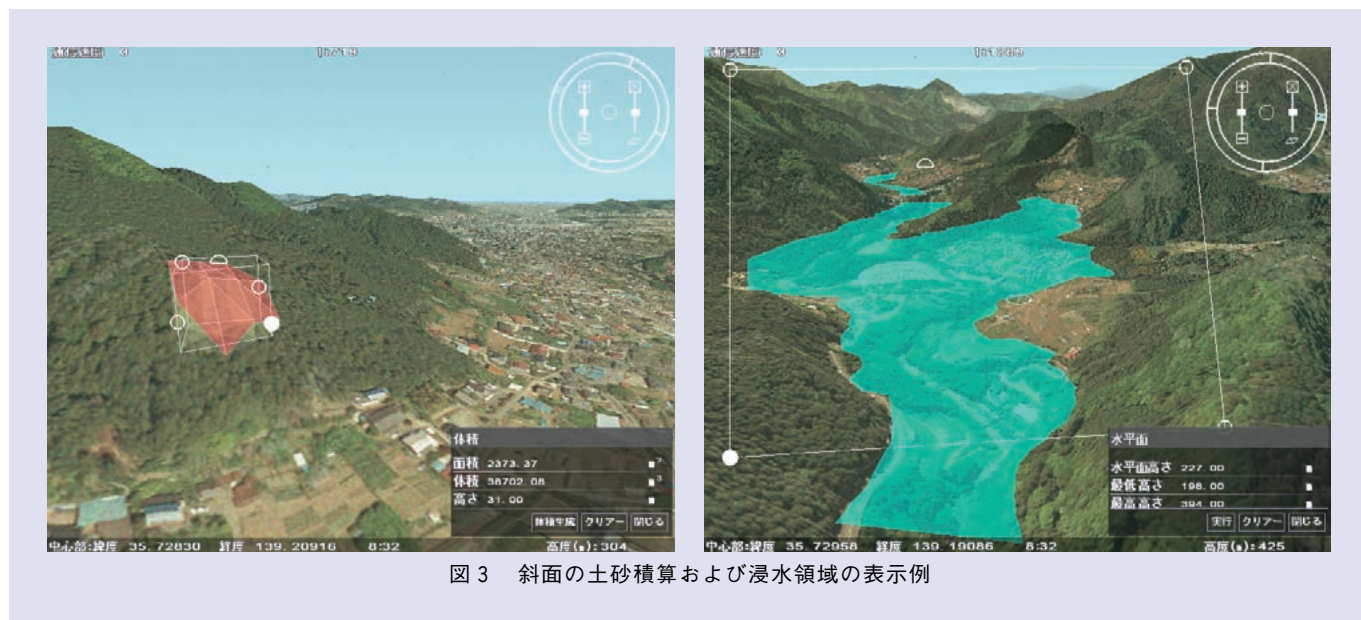 体積
面積 2373.37
体積 38702.08
高さ 31.00
体積生成 クリアー 閉じる
中心部:緯度 35.72830 経度 139.20916 8:32 高度(m):304
水平面
水平面高さ 227.00
最低高さ 198.00
最高高さ 394.00
実行 クリアー 閉じる
中心部:緯度 35.72958 経度 139.19086 8:32 高度(m):425
図3 斜面の土砂積算および浸水領域の表示例